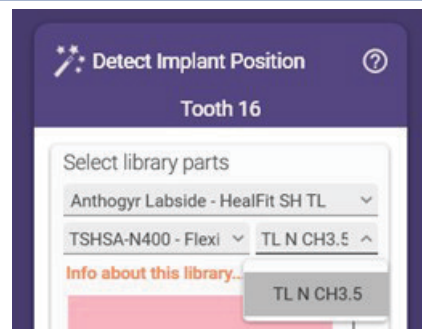 Detect Implant Position
Tooth 16
Select library parts
Anthogyr Labside - HealFit SH TL
TSHSA-N400 - Flexi TL N CH3.5
Info about this library...
TL N CH3.5